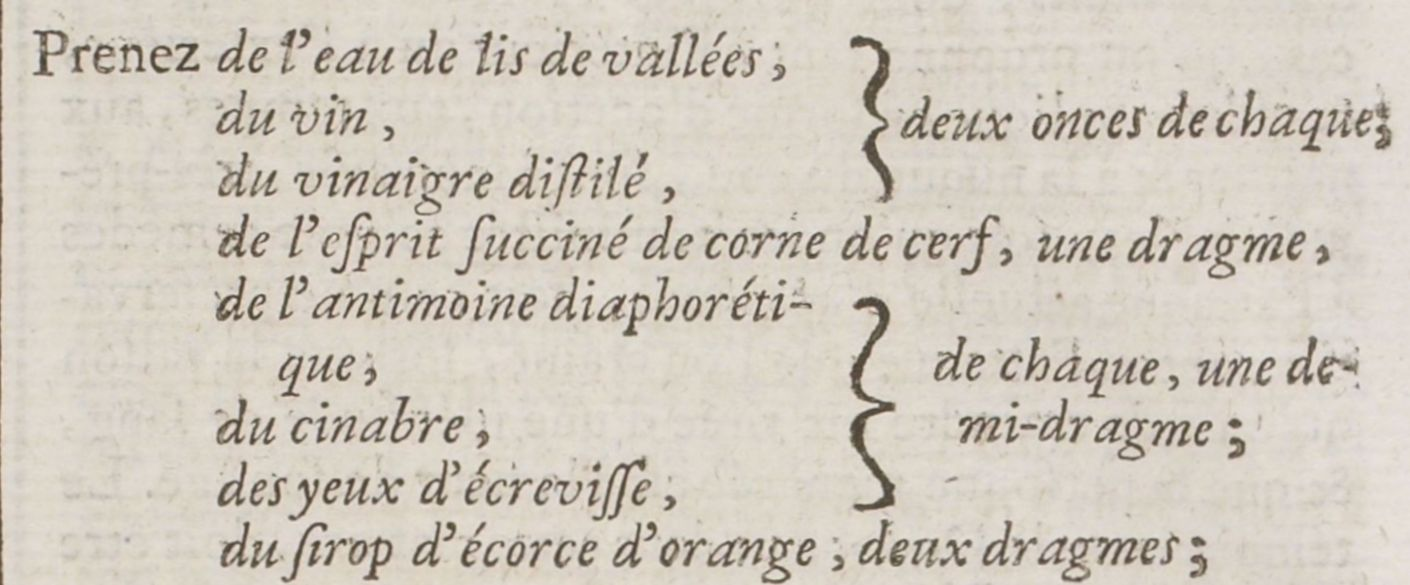 Prenez de l'eau de lis de vallées,
du vin,
du vinaigre diſtilé,
deux onces de chaque;
de l'eſprit ſucciné de corne de cerf, une dragme,
de l'antimoine diaphoréti-
que,
du cinabre,
des yeux d'écreviſſe,
de chaque, une de-
mi-dragme;
du ſirop d'écorce d'orange, deux dragmes;